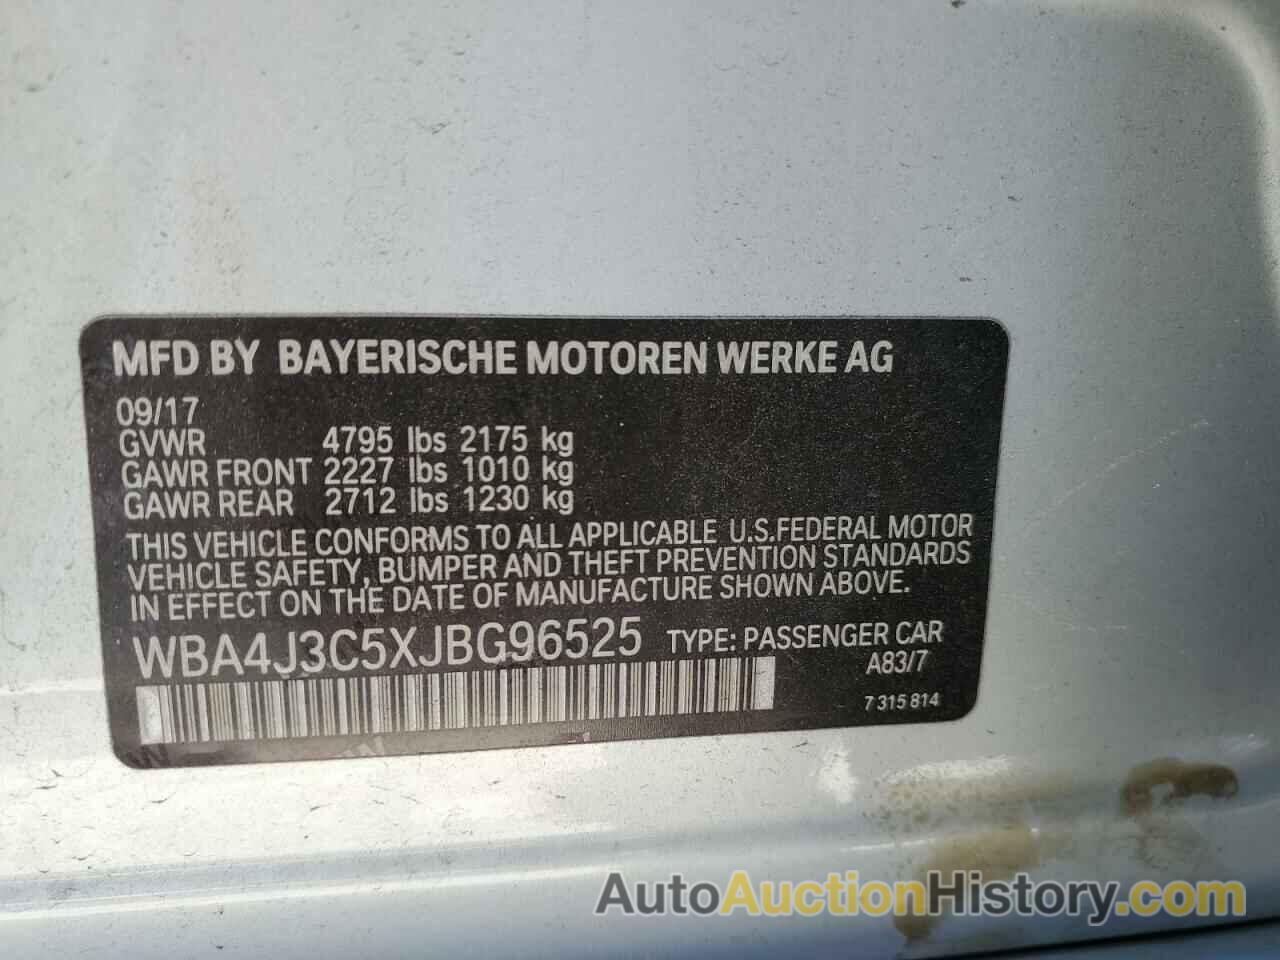 MFD BY BAYERISCHE MOTOREN WERKE AG
09/17
GVWR 4795 lbs 2175 kg
GAWR FRONT 2227 lbs 1010 kg
GAWR REAR 2712 lbs 1230 kg
THIS VEHICLE CONFORMS TO ALL APPLICABLE U.S.FEDERAL MOTOR
VEHICLE SAFETY, BUMPER AND THEFT PREVENTION STANDARDS
IN EFFECT ON THE DATE OF MANUFACTURE SHOWN ABOVE.
WBA4J3C5XJBG96525 TYPE: PASSENGER CAR
A83/7
7 315 814
AutoAuctionHistory.com